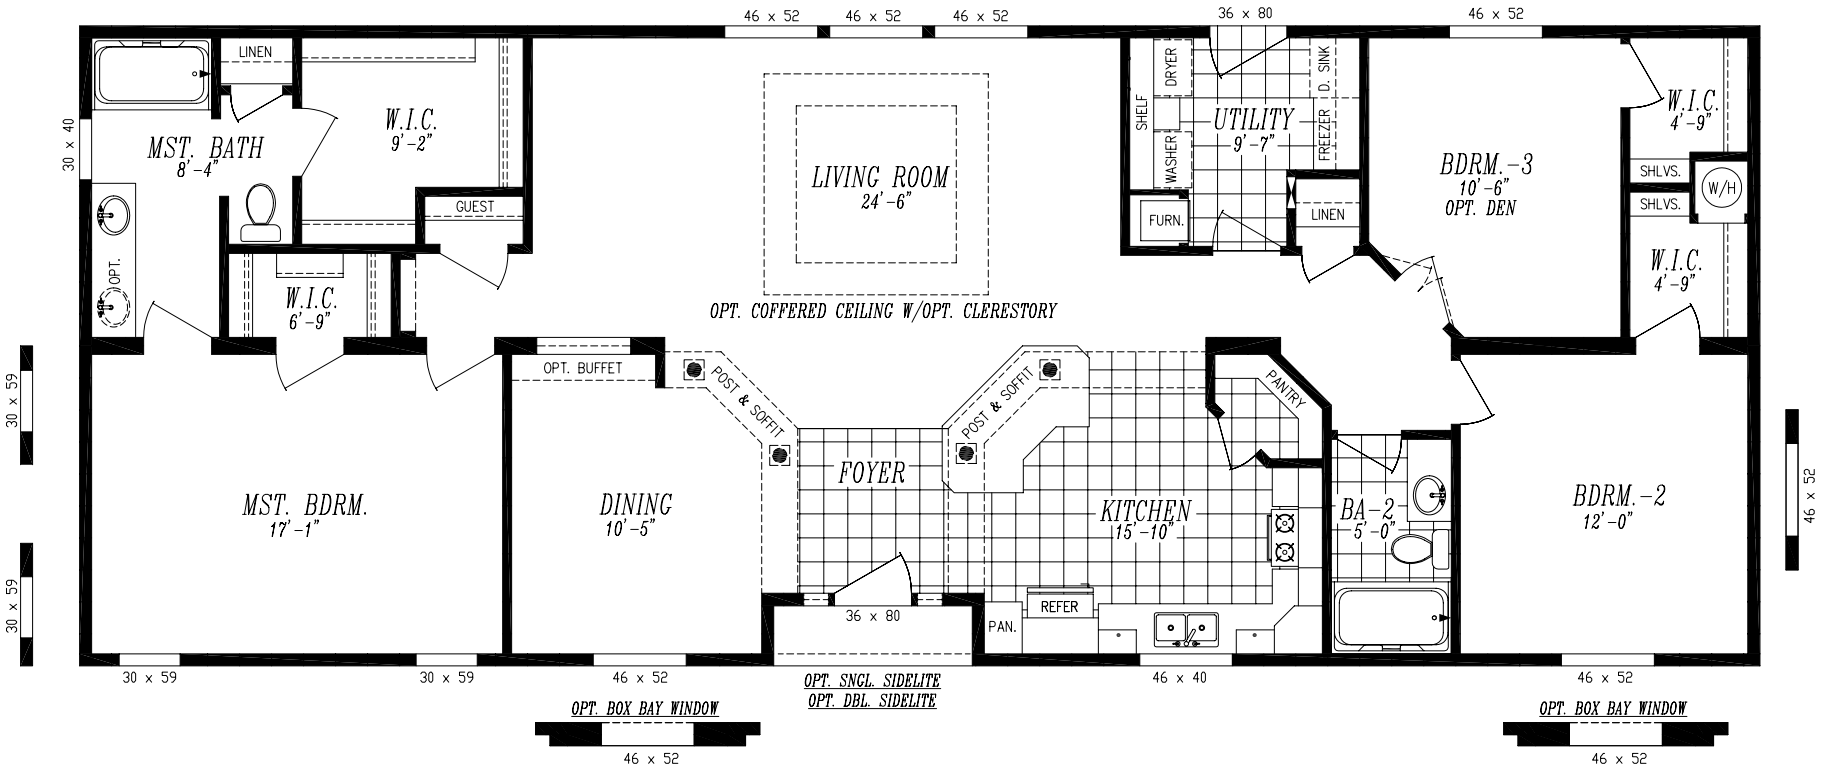 46 x 52
46 x 52
46 x 52
36 x 80
46 x 52
LINEN
DRYER
D. SINK
W.I.C.
9'-2"
SHELF
UTILITY
9'-7"
FREEZER
W.I.C.
4'-9"
30 x 40
MST. BATH
8'-4"
WASHER
LIVING ROOM
24'-6"
BDRM.-3
10'-6"
OPT. DEN
SHLVS.
W/H
SHLVS.
GUEST
FURN.
LINEN
OPT.
W.I.C.
6'-9"
W.I.C.
4'-9"
OPT. COFFERED CEILING W/OPT. CLERESTORY
30 x 59
OPT. BUFFET
POST & SOFFIT
POST & SOFFIT
PANTRY
FOYER
MST. BDRM.
17'-1"
DINING
10'-5"
KITCHEN
15'-10"
BA-2
5'-0"
BDRM.-2
12'-0"
46 x 52
30 x 59
36 x 80
PAN.
REFER
30 x 59
30 x 59
46 x 52
OPT. SNGL. SIDELITE
OPT. DBL. SIDELITE
46 x 40
46 x 52
OPT. BOX BAY WINDOW
46 x 52
OPT. BOX BAY WINDOW
46 x 52